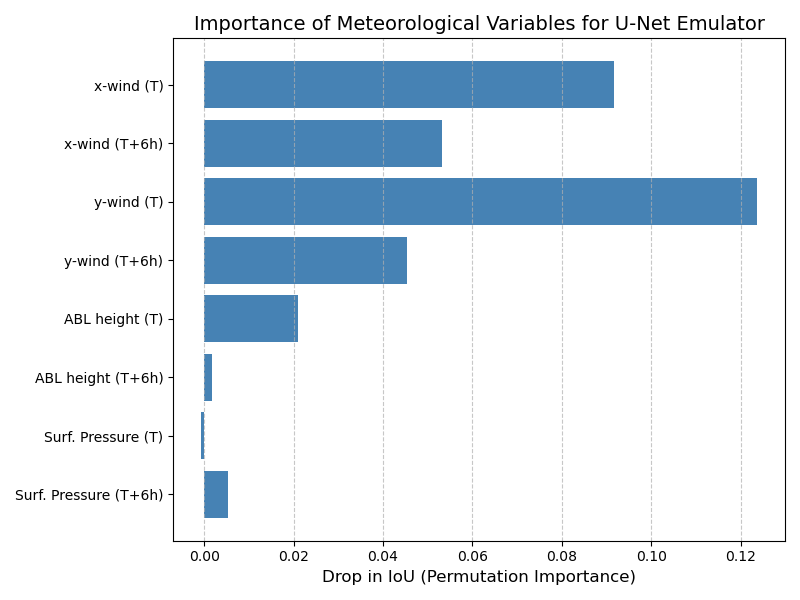 Importance of Meteorological Variables for U-Net Emulator
x-wind (T)
x-wind (T+6h)
y-wind (T)
y-wind (T+6h)
ABL height (T)
ABL height (T+6h)
Surf. Pressure (T)
Surf. Pressure (T+6h)
0.00 0.02 0.04 0.06 0.08 0.10 0.12
Drop in IoU (Permutation Importance)